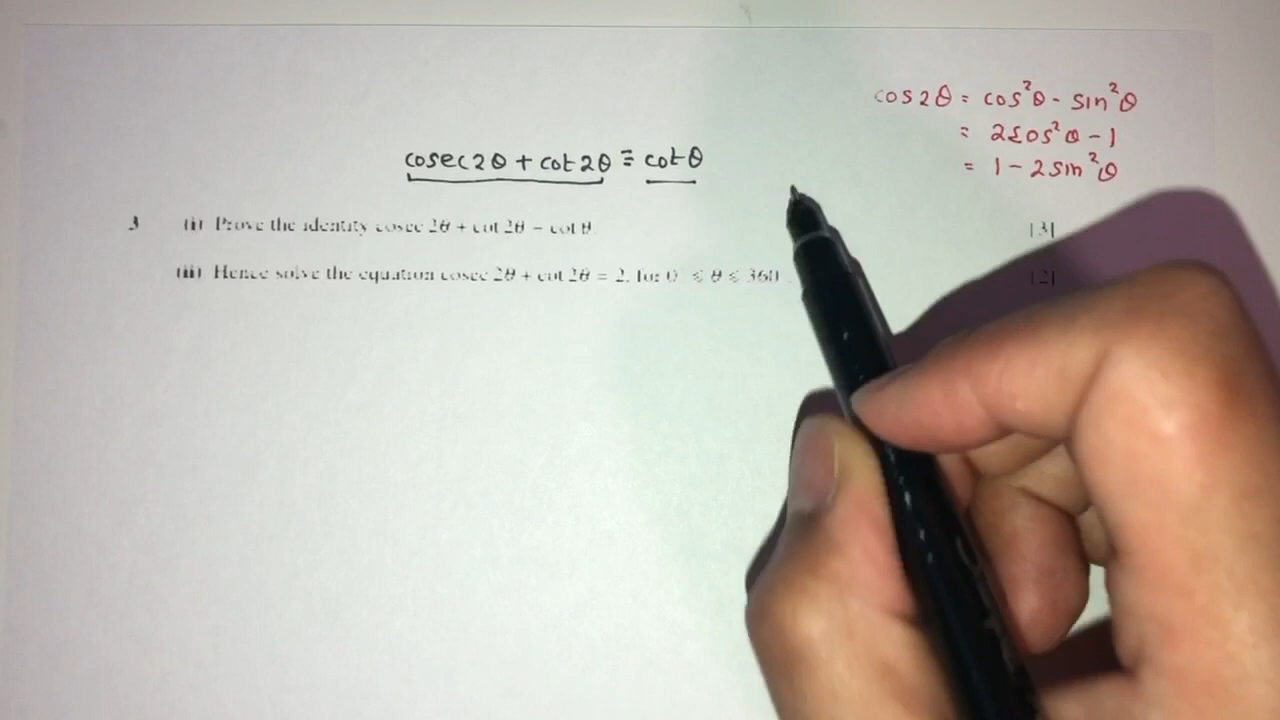 cos2θ = cos²θ - sin²θ
= 2cos²θ - 1
= 1 - 2sin²θ
cosec2θ + cot2θ ≡ cotθ
3 (i) Prove the identity cosec 2θ + cot 2θ = cot θ. [3]
(ii) Hence solve the equation cosec 2θ + cot 2θ = 2, for 0 ≤ θ ≤ 360 . [2]